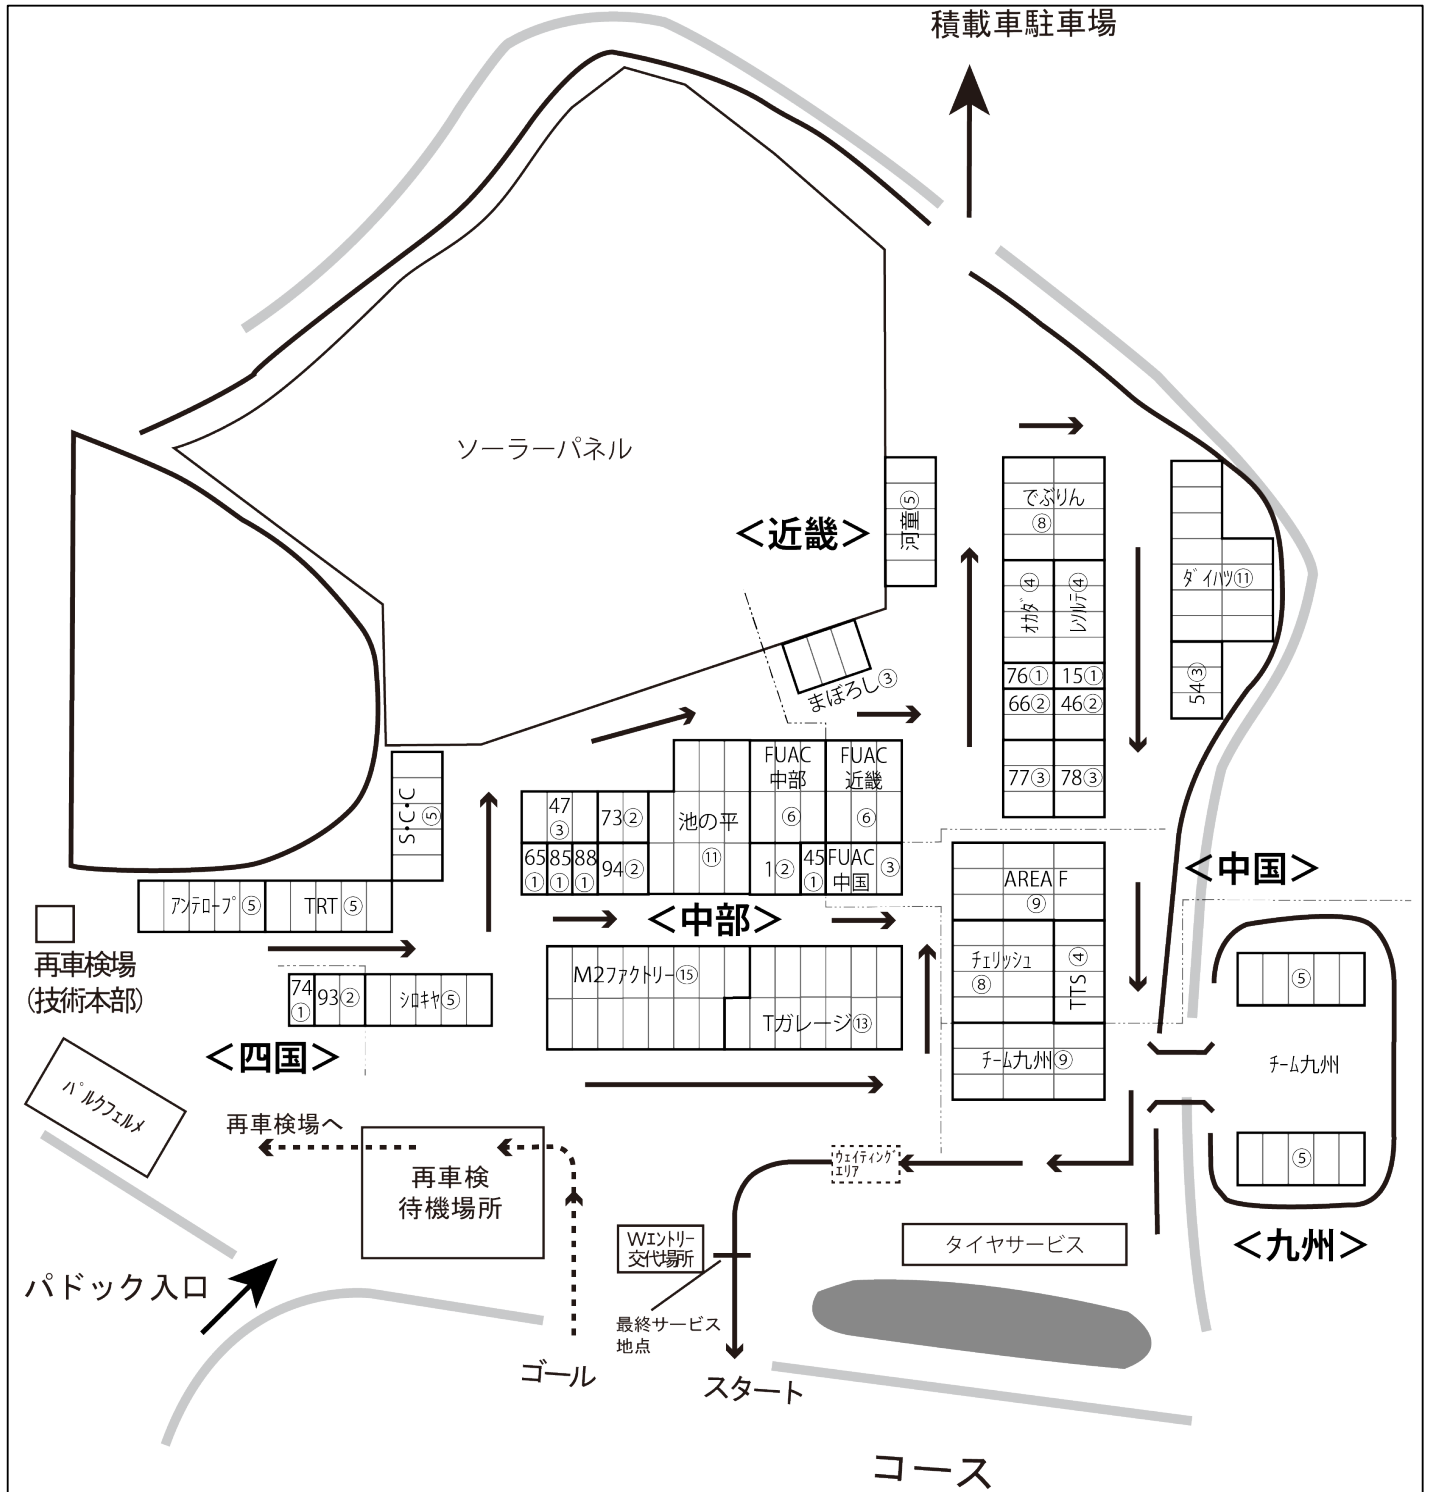 積載車駐車場
ソーラーパネル
<近畿>
河童⑤
でぶりん
⑧
オカダ④
レソルテ④
ダイハツ⑪
76①
15①
54③
66②
46②
まぼろし③
77③
78③
FUAC
中部
⑥
FUAC
近畿
⑥
S・C・C
⑤
47
③
73②
池の平
⑪
65
①
85
①
88
①
94②
1②
45
①
FUAC
中国
③
AREA F
⑨
<中国>
アンテロープ⑤
TRT⑤
<中部>
再車検場
(技術本部)
74
①
93②
シロキヤ⑤
M2ファクトリー⑮
Tガレージ⑬
チェリッシュ
⑧
TTS④
⑤
<四国>
チーム九州⑨
チーム九州
パルクフェルメ
再車検場へ
再車検
待機場所
ウェイティング
エリア
⑤
Wエントリー
交代場所
タイヤサービス
<九州>
パドック入口
最終サービス
地点
ゴール
スタート
コース